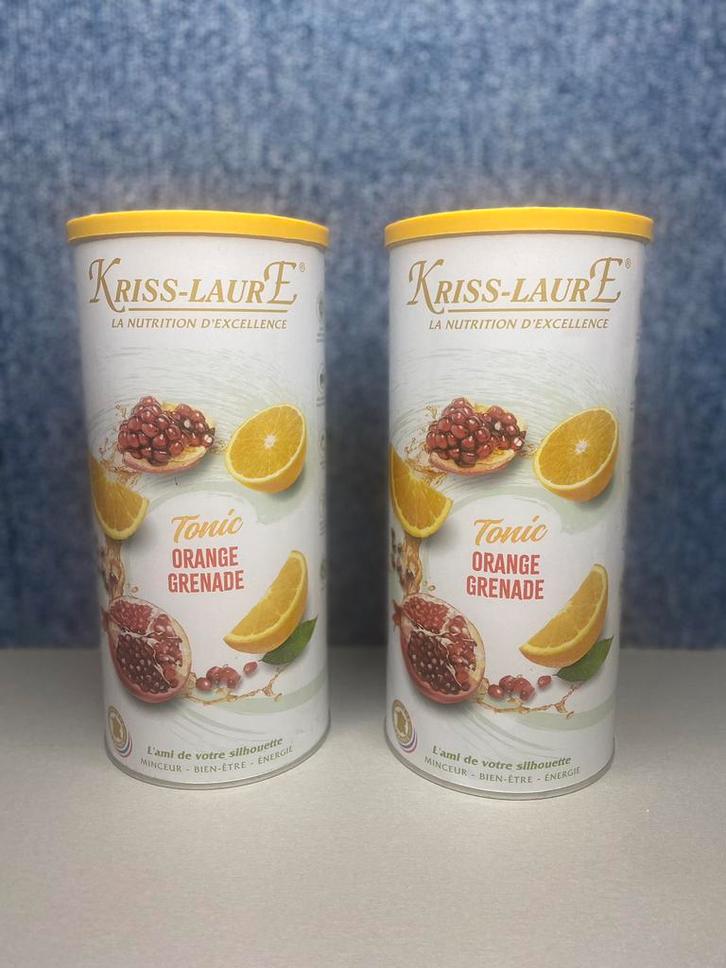 KRISS-LAURE®
LA NUTRITION D'EXCELLENCE
Tonic
ORANGE
GRENADE
L'ami de votre silhouette
MINCEUR - BIEN-ÊTRE - ÉNERGIE
KRISS-LAURE®
LA NUTRITION D'EXCELLENCE
Tonic
ORANGE
GRENADE
L'ami de votre silhouette
MINCEUR - BIEN-ÊTRE - ÉNERGIE